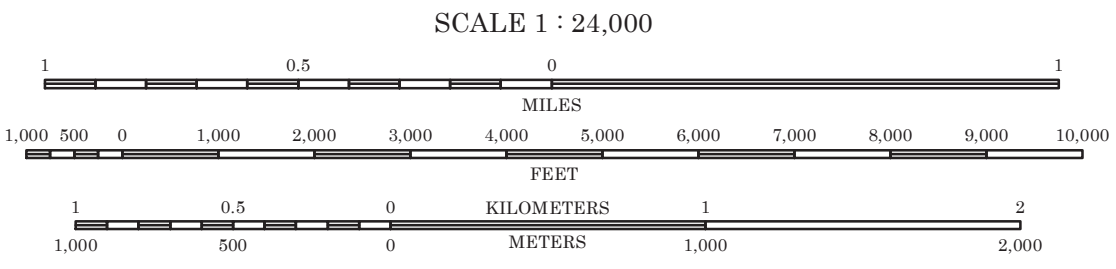 SCALE 1 : 24,000
1 0.5 0 1
MILES
1,000 500 0 1,000 2,000 3,000 4,000 5,000 6,000 7,000 8,000 9,000 10,000
FEET
1 0.5 0 KILOMETERS 1 2
1,000 500 0 METERS 1,000 2,000